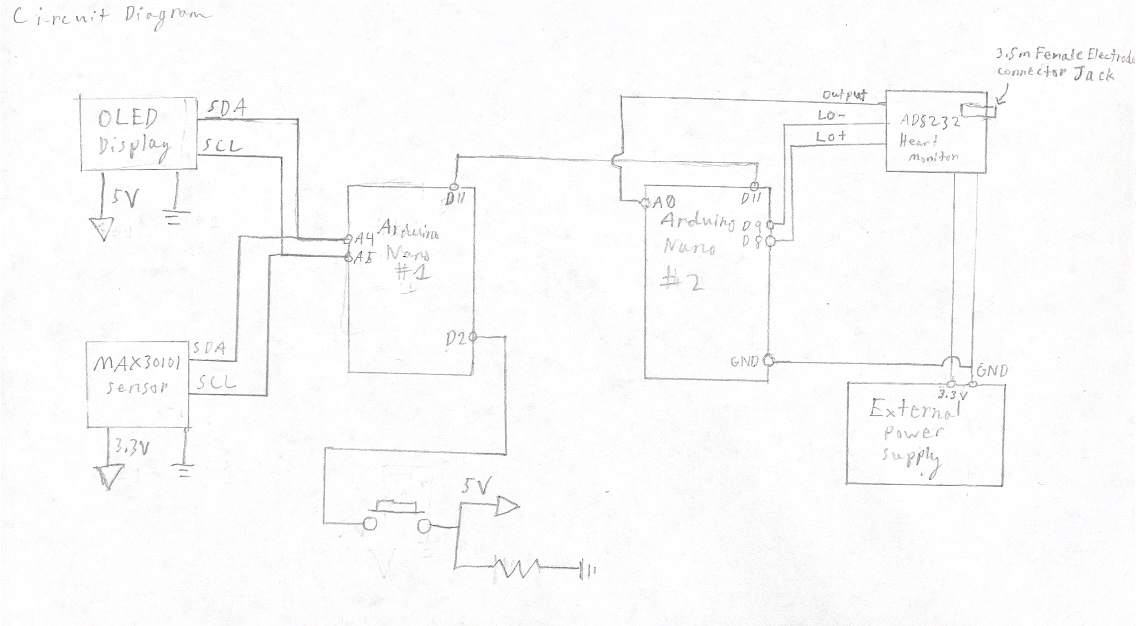 Circuit Diagram
3.5m Female Electrode
connector Jack
OLED
Display
SDA
SCL
5V
Output
LO-
LO+
AD8232
Heart
monitor
D11
A4
A5
Arduino
Nano
#1
D2
A0
D11
Arduino
Nano
#2
D9
D8
GND
MAX30101
sensor
SDA
SCL
3.3V
GND
3.3V
External
Power
Supply
5V